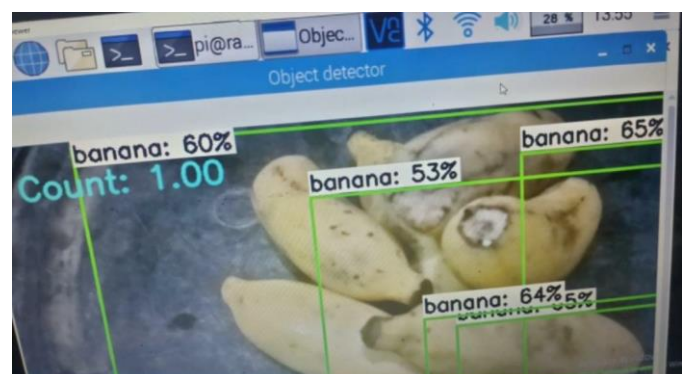 pi@ra...
Objec...
28 %
13:55
Object detector
banana: 60%
banana: 65%
Count: 1.00
banana: 53%
banana: 64%